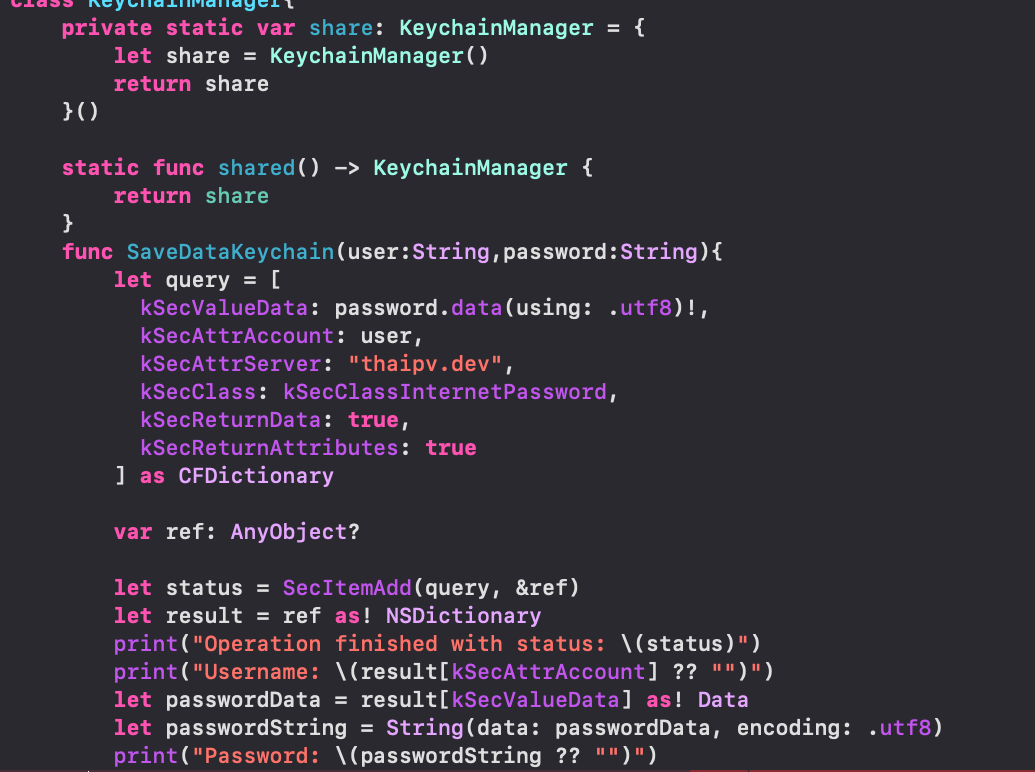 class KeychainManager{
    private static var share: KeychainManager = {
        let share = KeychainManager()
        return share
    }()
    static func shared() -> KeychainManager {
        return share
    }
    func SaveDataKeychain(user:String,password:String){
        let query = [
          kSecValueData: password.data(using: .utf8)!,
          kSecAttrAccount: user,
          kSecAttrServer: "thaipv.dev",
          kSecClass: kSecClassInternetPassword,
          kSecReturnData: true,
          kSecReturnAttributes: true
        ] as CFDictionary
        var ref: AnyObject?
        let status = SecItemAdd(query, &ref)
        let result = ref as! NSDictionary
        print("Operation finished with status: \(status)")
        print("Username: \(result[kSecAttrAccount] ?? "")")
        let passwordData = result[kSecValueData] as! Data
        let passwordString = String(data: passwordData, encoding: .utf8)
        print("Password: \(passwordString ?? "")")